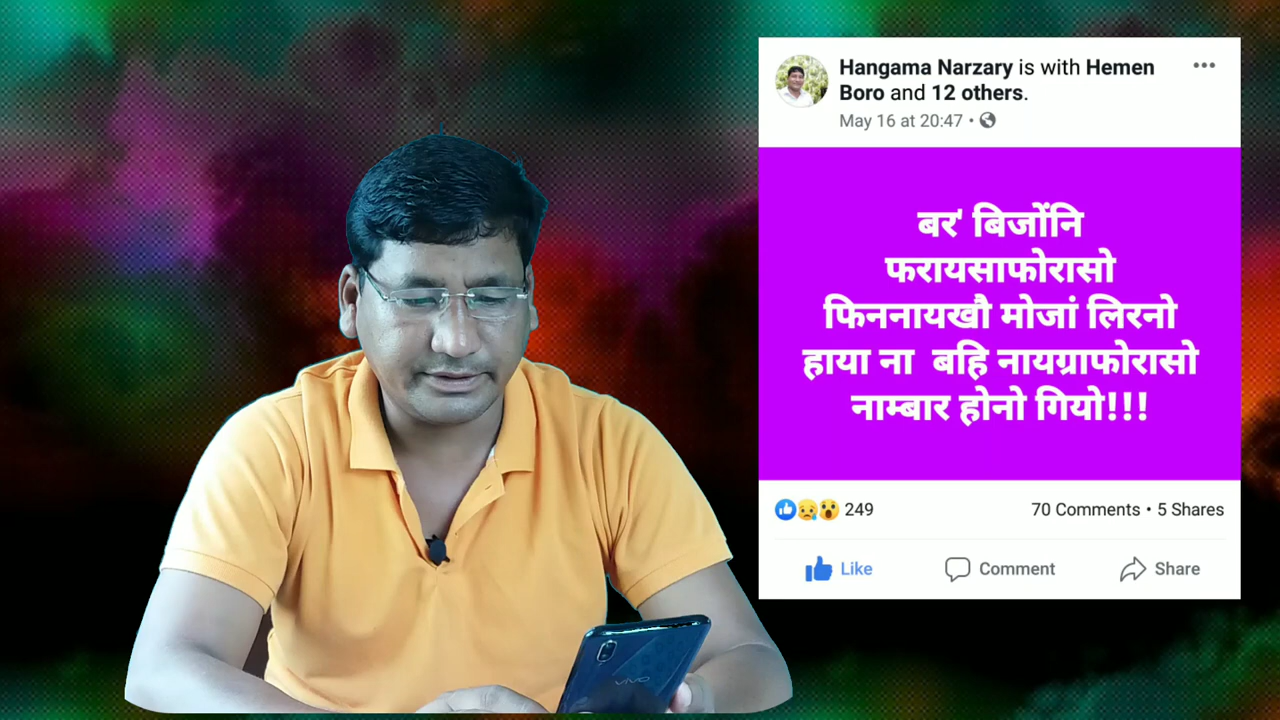 Hangama Narzary is with Hemen
Boro and 12 others.
May 16 at 20:47 •
बर' बिजोंनि
फरायसाफोरासो
फिननायखौ मोजां लिरनो
हाया ना बहि नायग्राफोरासो
नाम्बार होनो गियो!!!
249
70 Comments • 5 Shares
Like
Comment
Share
vivo